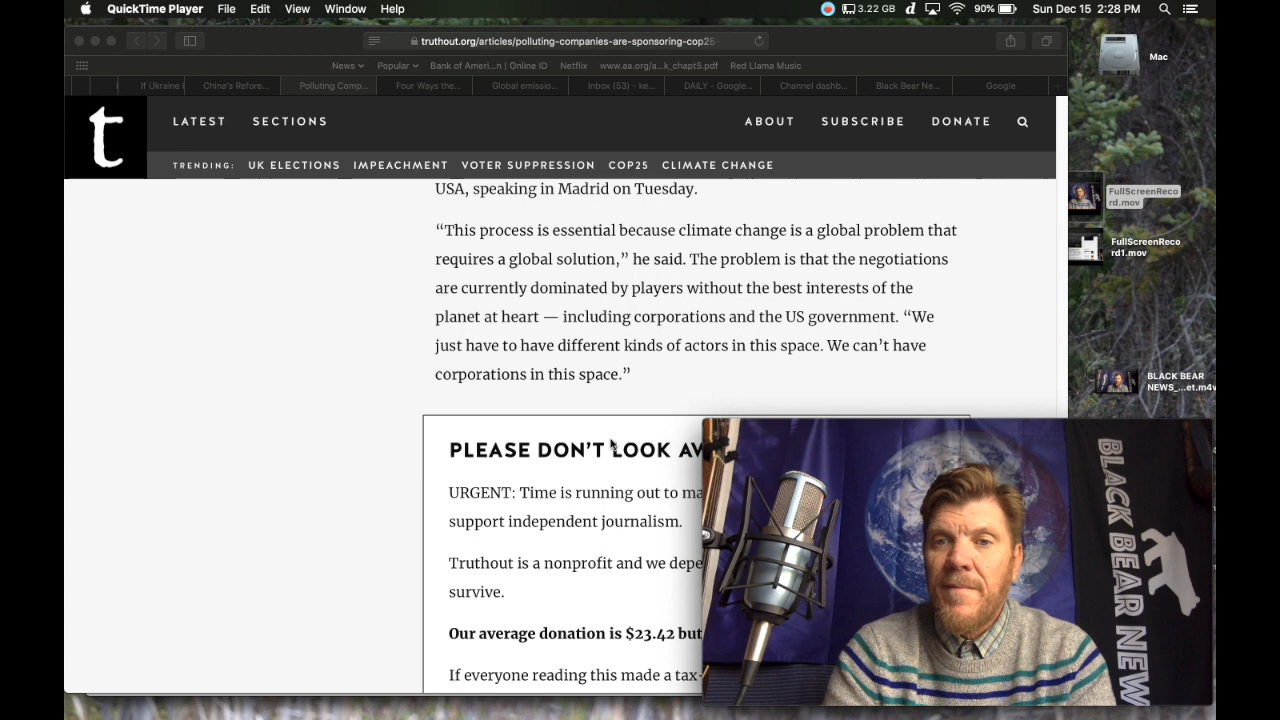 QuickTime Player File Edit View Window Help 3.22 GB d 90% Sun Dec 15 2:28 PM
truthout.org/articles/polluting-companies-are-sponsoring-cop25-
News Popular Bank of Ameri...n | Online ID Netflix www.aa.org/a...k_chapt5.pdf Red Llama Music
If Ukraine I China's Refore... Polluting Comp... Four Ways the... Global emissio... Inbox (53) - ke... DAILY - Google... Channel dashb... Black Bear Ne... Google
t
LATEST SECTIONS ABOUT SUBSCRIBE DONATE
TRENDING: UK ELECTIONS IMPEACHMENT VOTER SUPPRESSION COP25 CLIMATE CHANGE
USA, speaking in Madrid on Tuesday.
“This process is essential because climate change is a global problem that
requires a global solution,” he said. The problem is that the negotiations
are currently dominated by players without the best interests of the
planet at heart — including corporations and the US government. “We
just have to have different kinds of actors in this space. We can’t have
corporations in this space.”
PLEASE DON’T LOOK AW
URGENT: Time is running out to ma
support independent journalism.
Truthout is a nonprofit and we depe
survive.
Our average donation is $23.42 but
If everyone reading this made a tax-
Mac
FullScreenReco
rd.mov
FullScreenReco
rd1.mov
BLACK BEAR
NEWS_...et.m4v
BLACK BEAR NEW